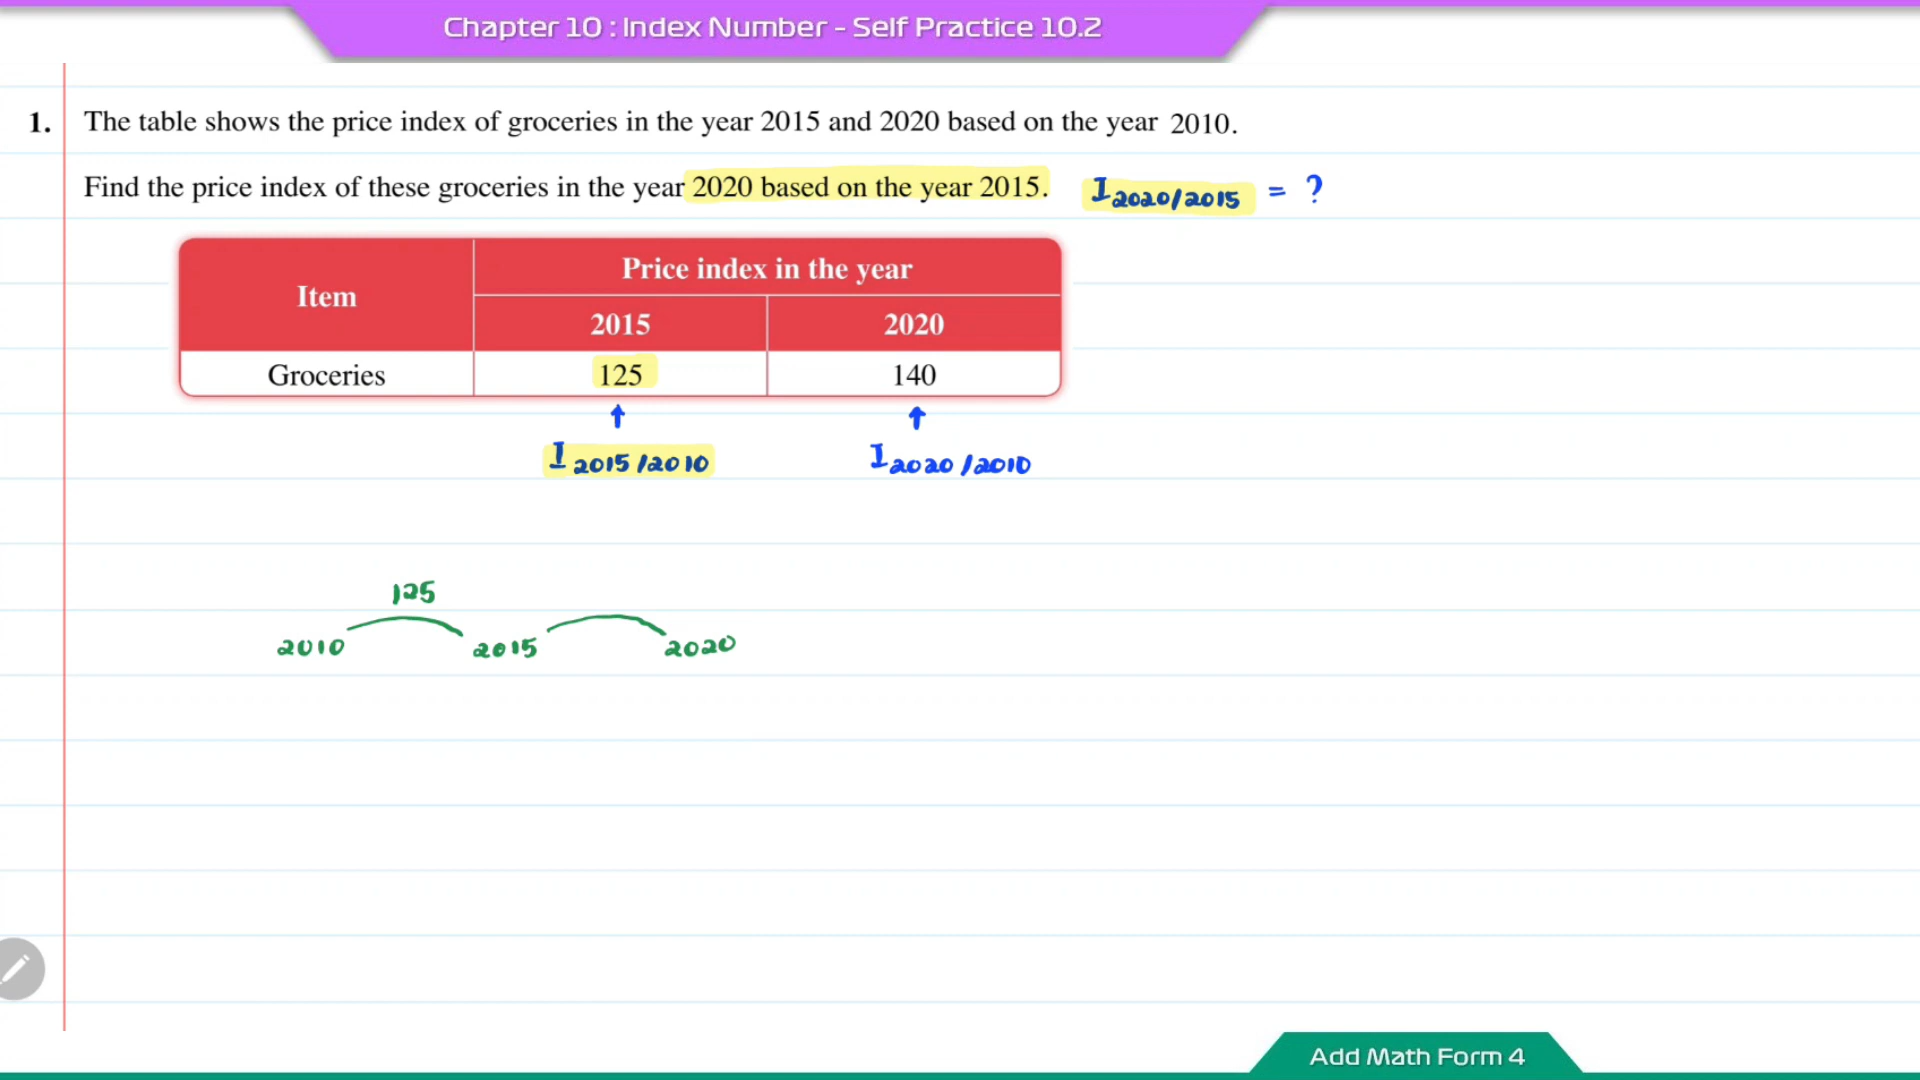 Chapter 10 : Index Number - Self Practice 10.2
1. The table shows the price index of groceries in the year 2015 and 2020 based on the year 2010.
Find the price index of these groceries in the year 2020 based on the year 2015. I2020/2015 = ?
Item
Price index in the year
2015 2020
Groceries 125 140
I2015/2010 I2020/2010
125
2010 2015 2020
Add Math Form 4